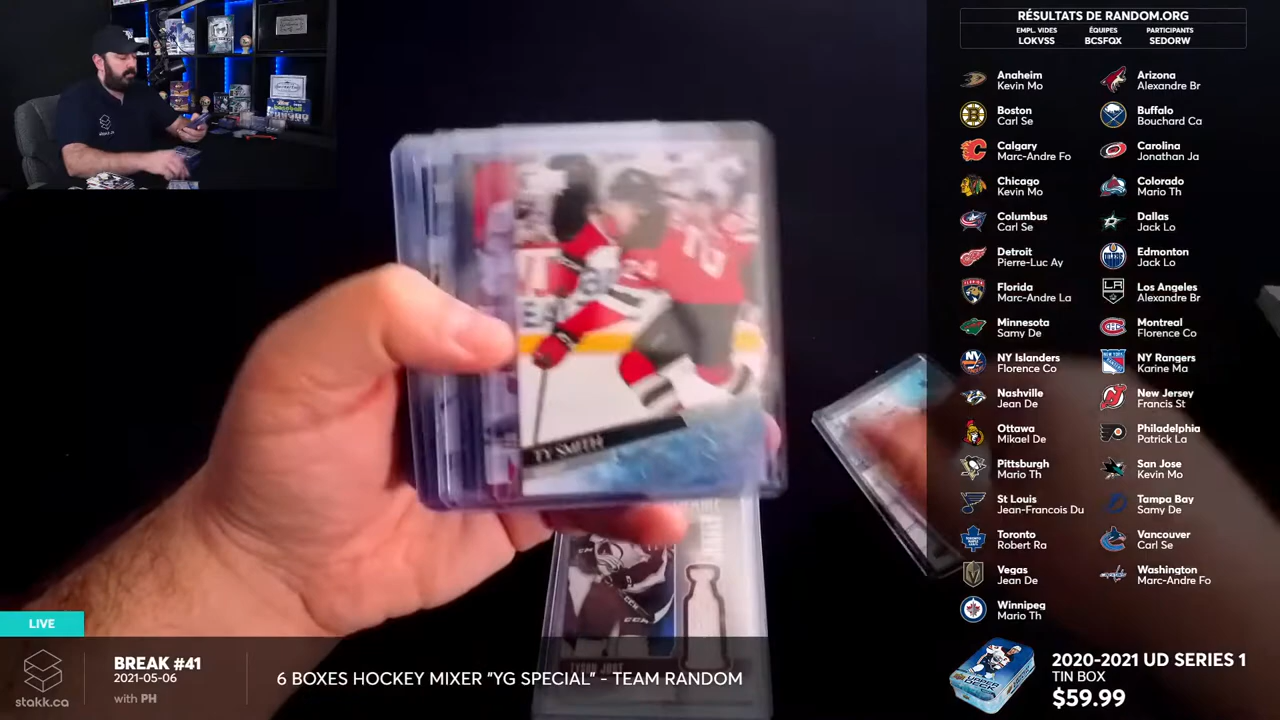 RÉSULTATS DE RANDOM.ORG
EMPL. VIDES ÉQUIPES PARTICIPANTS
LOKVSS BCSFQX SEDORW
Anaheim
Kevin Mo
Arizona
Alexandre Br
Boston
Carl Se
Buffalo
Bouchard Ca
Calgary
Marc-Andre Fo
Carolina
Jonathan Ja
Chicago
Kevin Mo
Colorado
Mario Th
Columbus
Carl Se
Dallas
Jack Lo
Detroit
Pierre-Luc Ay
Edmonton
Jack Lo
Florida
Marc-Andre La
Los Angeles
Alexandre Br
Minnesota
Samy De
Montreal
Florence Co
NY Islanders
Florence Co
NY Rangers
Karine Ma
Nashville
Jean De
New Jersey
Francis St
Ottawa
Mikael De
Philadelphia
Patrick La
Pittsburgh
Mario Th
San Jose
Kevin Mo
St Louis
Jean-Francois Du
Tampa Bay
Samy De
Toronto
Robert Ra
Vancouver
Carl Se
Vegas
Jean De
Washington
Marc-Andre Fo
Winnipeg
Mario Th
TY SMITH
TYSON JOST
LIVE
stakk.ca
BREAK #41
2021-05-06
with PH
6 BOXES HOCKEY MIXER "YG SPECIAL" - TEAM RANDOM
UPPER DECK
2020-2021 UD SERIES 1
TIN BOX
$59.99